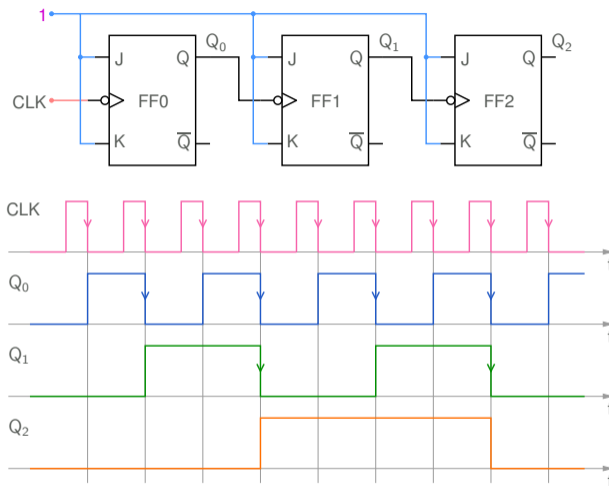 1
Q₀ Q₁ Q₂
J Q J Q J Q
CLK FF0 FF1 FF2
K Q̅ K Q̅ K Q̅
CLK
t
Q₀
t
Q₁
t
Q₂
t